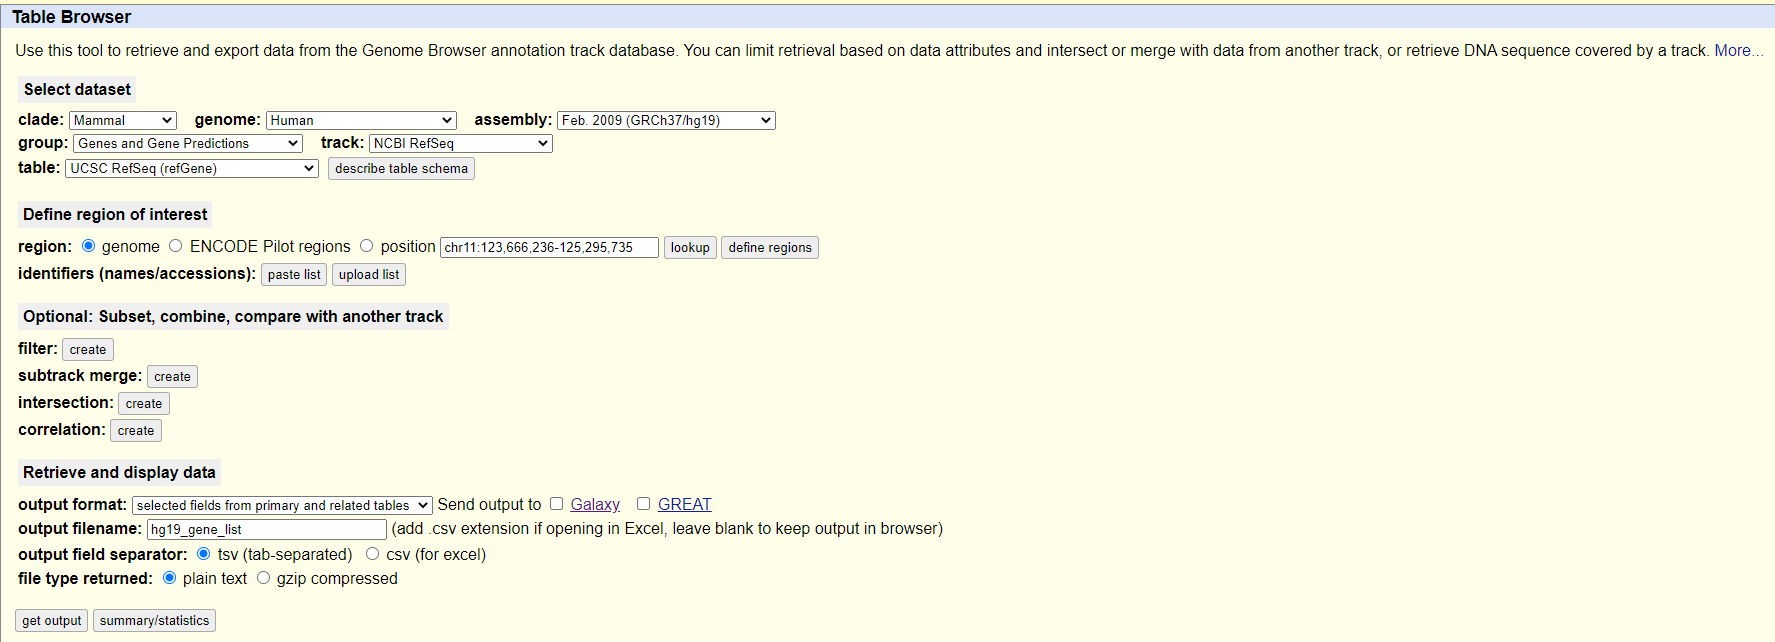 Table Browser
Use this tool to retrieve and export data from the Genome Browser annotation track database. You can limit retrieval based on data attributes and intersect or merge with data from another track, or retrieve DNA sequence covered by a track. More...
Select dataset
clade: Mammal genome: Human assembly: Feb. 2009 (GRCh37/hg19)
group: Genes and Gene Predictions track: NCBI RefSeq
table: UCSC RefSeq (refGene) describe table schema
Define region of interest
region: genome ENCODE Pilot regions position chr11:123,666,236-125,295,735 lookup define regions
identifiers (names/accessions): paste list upload list
Optional: Subset, combine, compare with another track
filter: create
subtrack merge: create
intersection: create
correlation: create
Retrieve and display data
output format: selected fields from primary and related tables Send output to Galaxy GREAT
output filename: hg19_gene_list (add .csv extension if opening in Excel, leave blank to keep output in browser)
output field separator: tsv (tab-separated) csv (for excel)
file type returned: plain text gzip compressed
get output summary/statistics